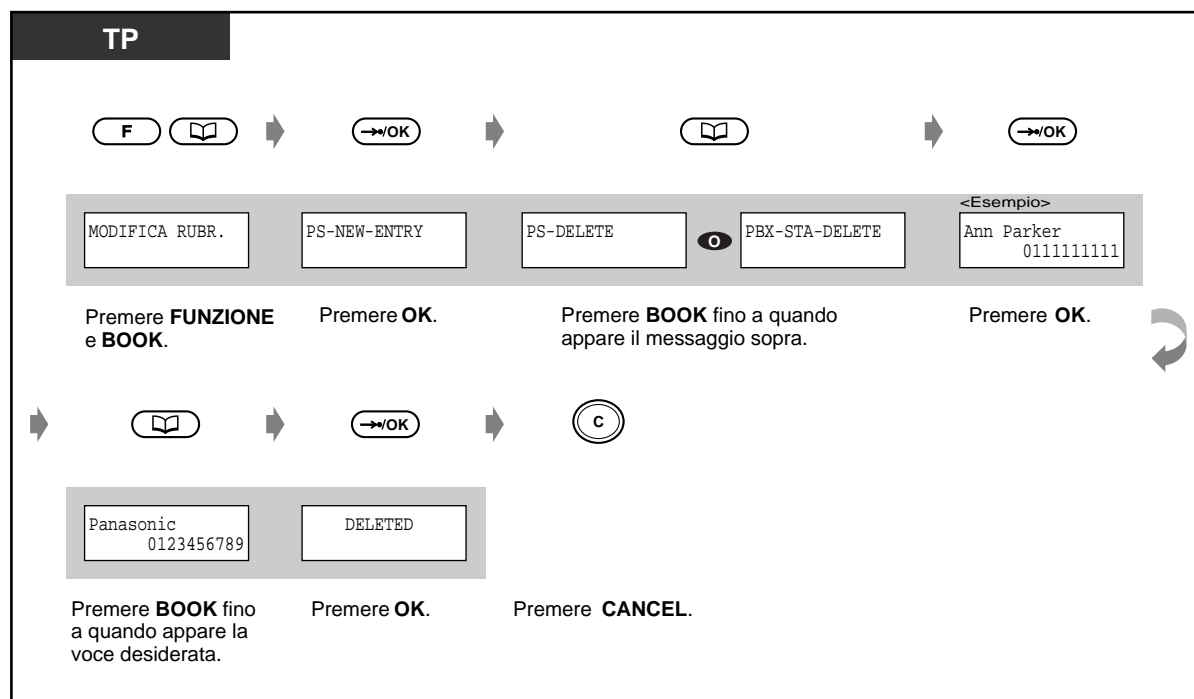 TP
F
/OK
/OK
MODIFICA RUBR.
PS-NEW-ENTRY
PS-DELETE
O
PBX-STA-DELETE
<Esempio>
Ann Parker
0111111111
Premere FUNZIONE
e BOOK.
Premere OK.
Premere BOOK fino a quando
appare il messaggio sopra.
Premere OK.
/OK
C
Panasonic
0123456789
DELETED
Premere BOOK fino
a quando appare la
voce desiderata.
Premere OK.
Premere CANCEL.